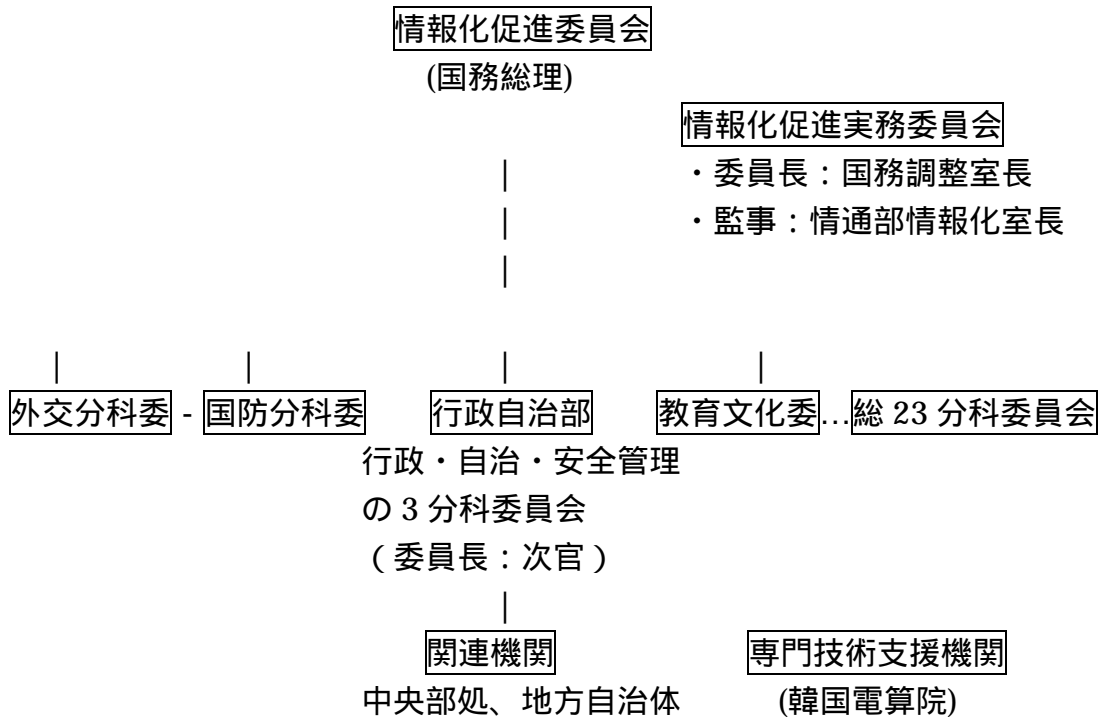 情報化促進委員会
(国務総理)
情報化促進実務委員会
・委員長：国務調整室長
・監事：情通部情報化室長
外交分科委 - 国防分科委 行政自治部 教育文化委…総 23 分科委員会
行政・自治・安全管理
の 3 分科委員会
（委員長：次官）
関連機関 専門技術支援機関
中央部処、地方自治体 (韓国電算院)